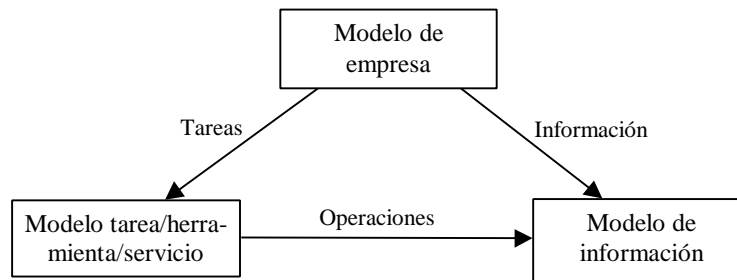 Modelo de
empresa
Tareas
Información
Modelo tarea/herra-
mienta/servicio
Operaciones
Modelo de
información